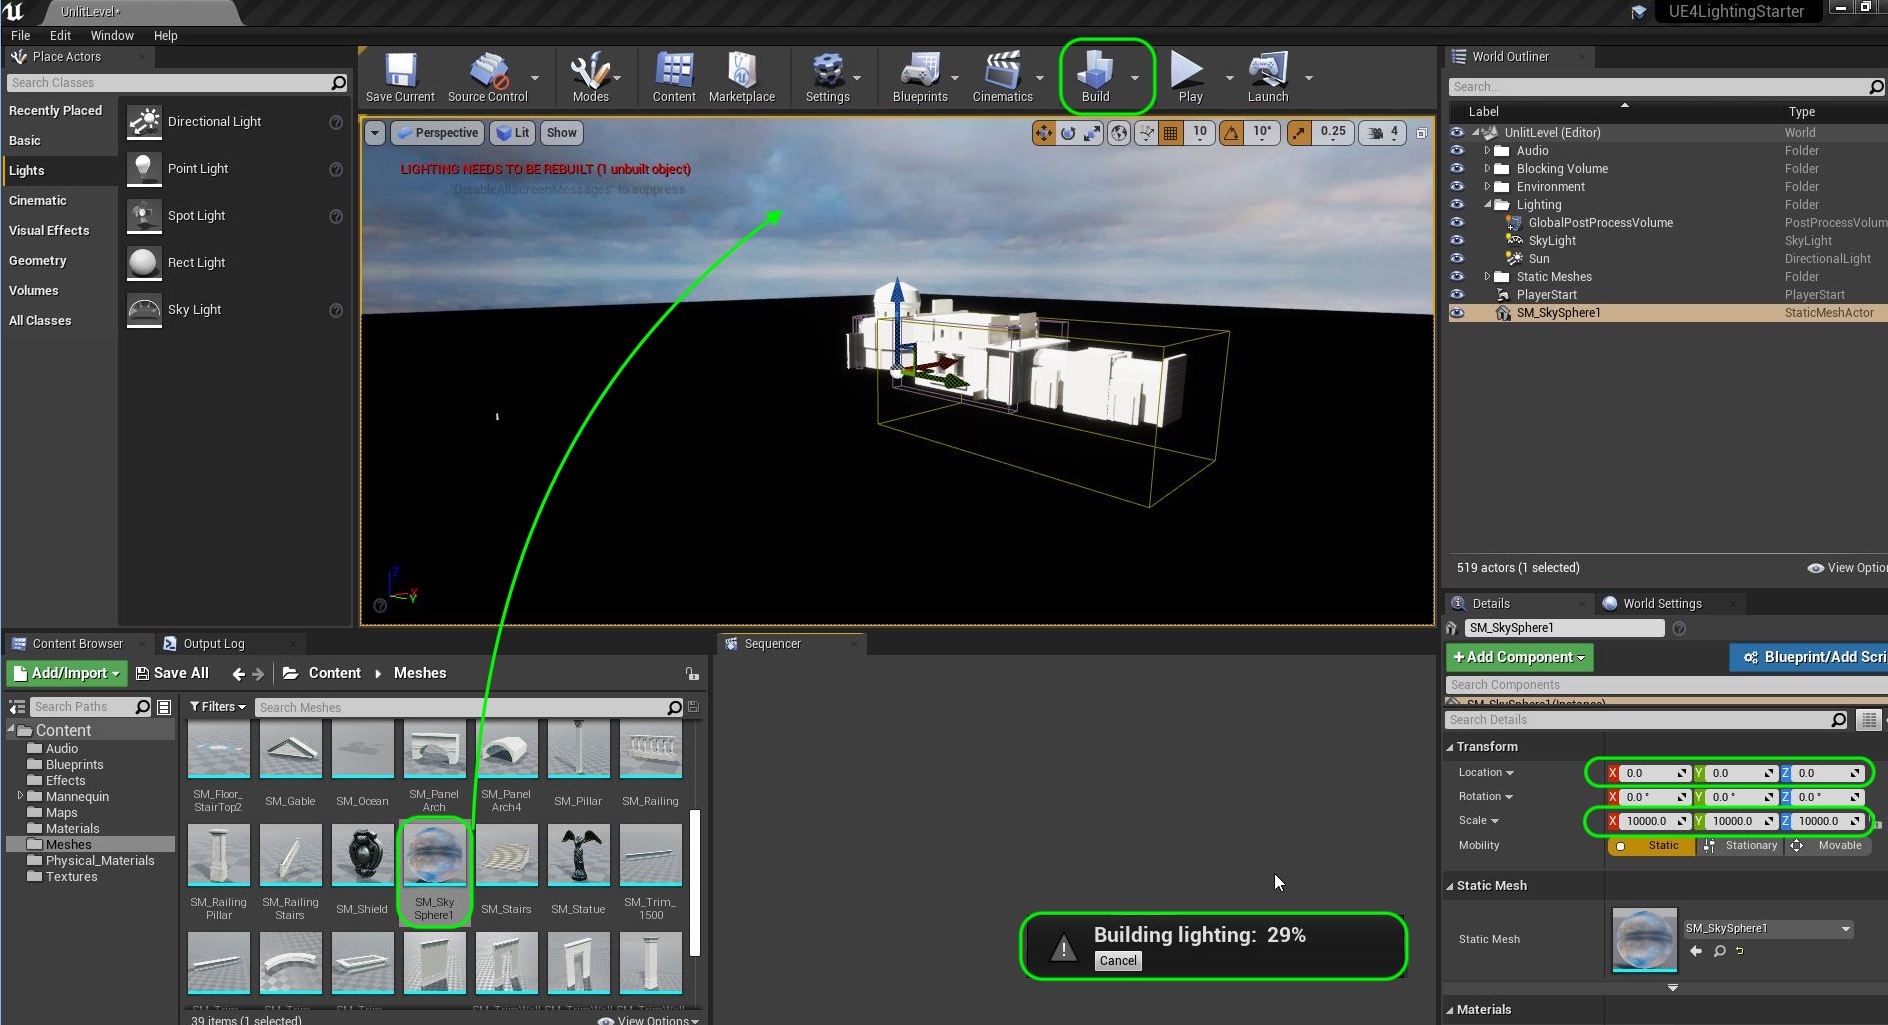 UnlitLevel*
UE4LightingStarter
File Edit Window Help
Place Actors
Search Classes
Recently Placed
Basic
Lights
Cinematic
Visual Effects
Geometry
Volumes
All Classes
Directional Light
Point Light
Spot Light
Rect Light
Sky Light
Save Current
Source Control
Modes
Content
Marketplace
Settings
Blueprints
Cinematics
Build
Play
Launch
Perspective Lit Show
10 10° 0.25 4
LIGHTING NEEDS TO BE REBUILT (1 unbuilt object)
'DisableAllScreenMessages' to suppress
Z X Y
World Outliner
Search...
Label Type
UnlitLevel (Editor) World
Audio Folder
Blocking Volume Folder
Environment Folder
Lighting Folder
GlobalPostProcessVolume PostProcessVolum
SkyLight SkyLight
Sun DirectionalLight
Static Meshes Folder
PlayerStart PlayerStart
SM_SkySphere1 StaticMeshActor
519 actors (1 selected) View Optio
Content Browser Output Log
Add/Import Save All Content Meshes
Search Paths
Filters Search Meshes
Content
Audio
Blueprints
Effects
Mannequin
Maps
Materials
Meshes
Physical_Materials
Textures
SM_Floor_
StairTop2
SM_Gable
SM_Ocean
SM_Panel
Arch
SM_Panel
Arch4
SM_Pillar
SM_Railing
SM_Railing
Pillar
SM_Railing
Stairs
SM_Shield
SM_Sky
Sphere1
SM_Stairs
SM_Statue
SM_Trim_
1500
39 items (1 selected) View Options
Sequencer
Building lighting: 29%
Cancel
Details World Settings
SM_SkySphere1
+Add Component Blueprint/Add Scri
Search Components
SM_SkySphere1(Instance)
Search Details
Transform
Location X 0.0 Y 0.0 Z 0.0
Rotation X 0.0 ° Y 0.0 ° Z 0.0 °
Scale X 10000.0 Y 10000.0 Z 10000.0
Mobility Static Stationary Movable
Static Mesh
Static Mesh SM_SkySphere1
Materials